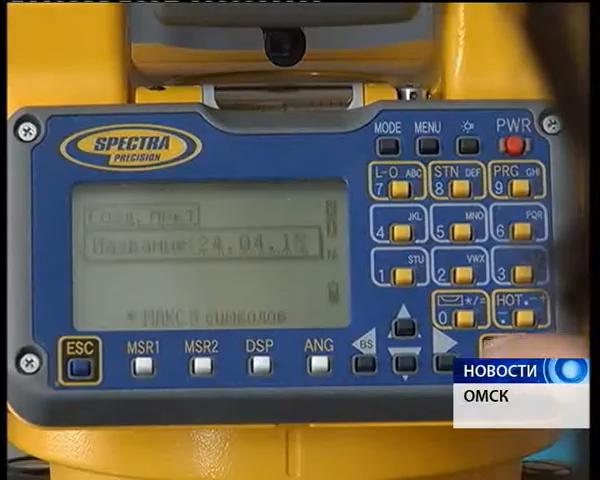 SPECTRA
PRECISION
MODE MENU PWR
L-O ABC STN DEF PRG GHI
7 8 9
JKL MNO PQR
4 5 6
STU VWX
1 2 3
*/= HOT +-
0
Созд. пркт
Название:24.04.15
*МАКС 8 символов
ESC MSR1 MSR2 DSP ANG BS
НОВОСТИ
ОМСК